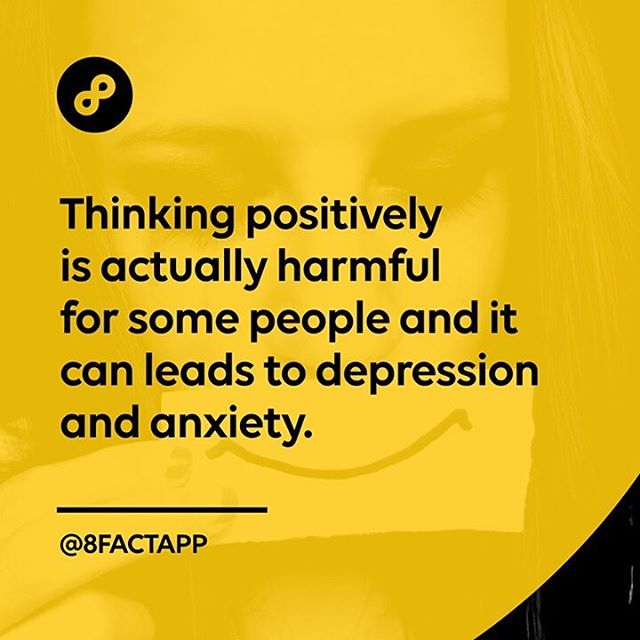 Thinking positively
is actually harmful
for some people and it
can leads to depression
and anxiety.
@8FACTAPP